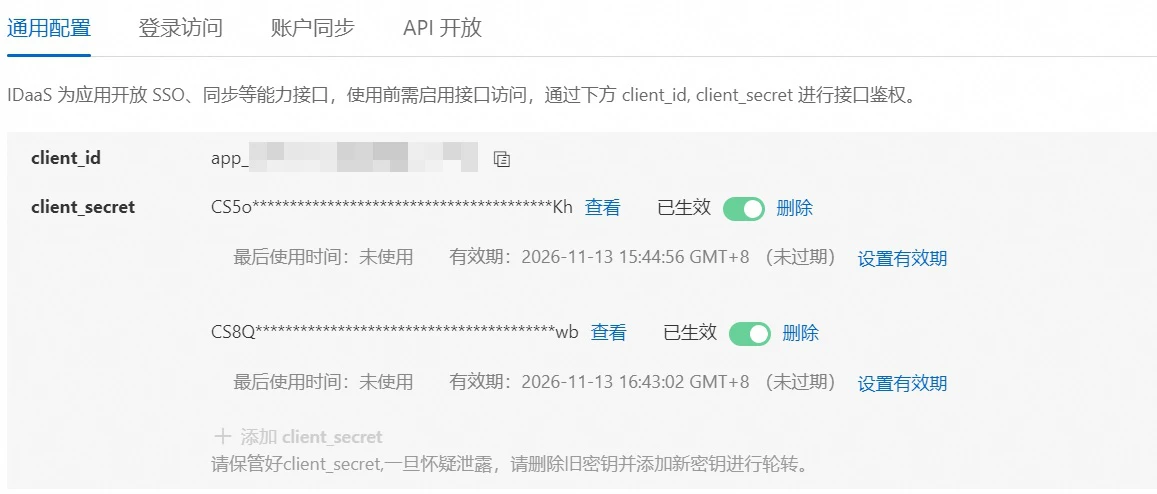 通用配置 登录访问 账户同步 API 开放
IDaaS 为应用开放 SSO、同步等能力接口，使用前需启用接口访问，通过下方 client_id, client_secret 进行接口鉴权。
client_id app_
client_secret CS5o****************************************Kh 查看 已生效 删除
最后使用时间：未使用 有效期：2026-11-13 15:44:56 GMT+8 （未过期） 设置有效期
CS8Q****************************************wb 查看 已生效 删除
最后使用时间：未使用 有效期：2026-11-13 16:43:02 GMT+8 （未过期） 设置有效期
+ 添加 client_secret
请保管好client_secret,一旦怀疑泄露，请删除旧密钥并添加新密钥进行轮转。